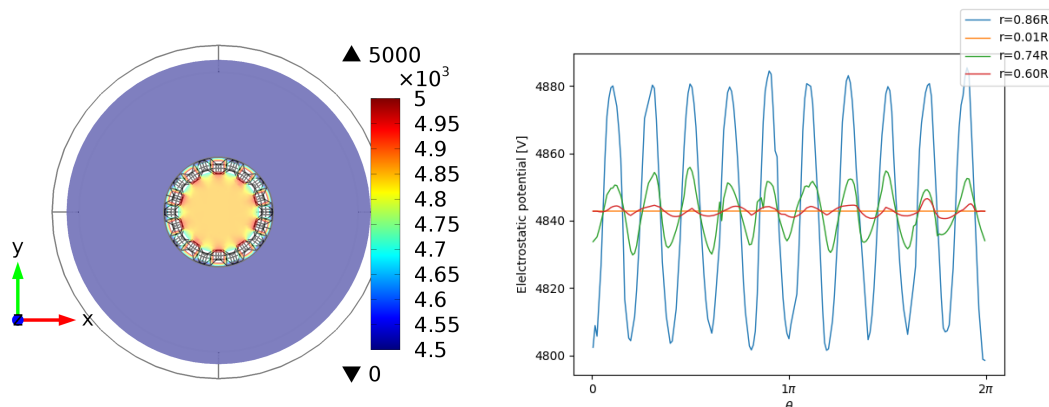 5000
×10³
5
4.95
4.9
4.85
4.8
4.75
4.7
4.65
4.6
4.55
4.5
0
y
x
r=0.86R
r=0.01R
r=0.74R
r=0.60R
Elelctrostatic potential [V]
4880
4860
4840
4820
4800
0
1π
2π
θ